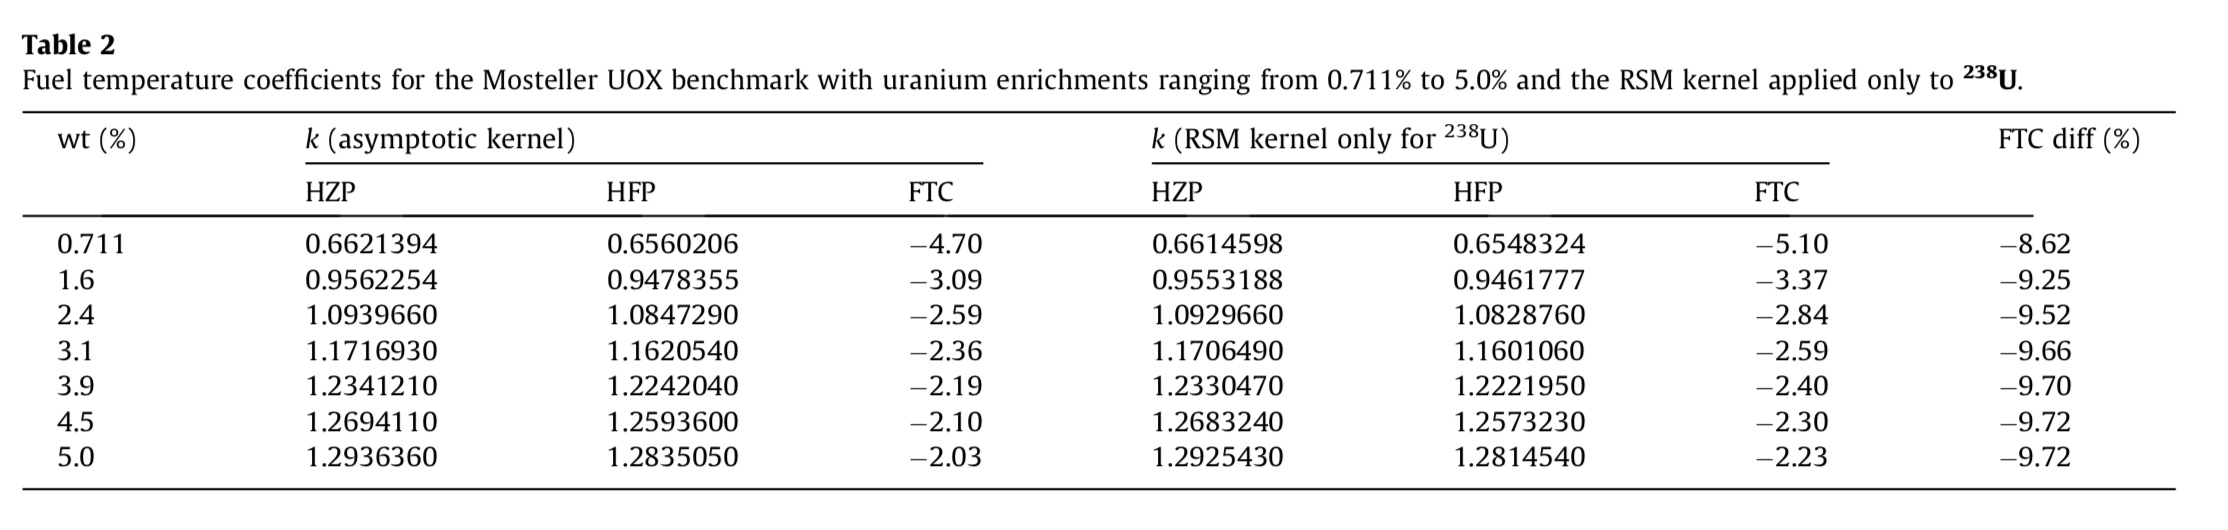 Table 2
Fuel temperature coefficients for the Mosteller UOX benchmark with uranium enrichments ranging from 0.711% to 5.0% and the RSM kernel applied only to ²³⁸U.
wt (%) k (asymptotic kernel) k (RSM kernel only for ²³⁸U) FTC diff (%)
HZP HFP FTC HZP HFP FTC
0.711 0.6621394 0.6560206 −4.70 0.6614598 0.6548324 −5.10 −8.62
1.6 0.9562254 0.9478355 −3.09 0.9553188 0.9461777 −3.37 −9.25
2.4 1.0939660 1.0847290 −2.59 1.0929660 1.0828760 −2.84 −9.52
3.1 1.1716930 1.1620540 −2.36 1.1706490 1.1601060 −2.59 −9.66
3.9 1.2341210 1.2242040 −2.19 1.2330470 1.2221950 −2.40 −9.70
4.5 1.2694110 1.2593600 −2.10 1.2683240 1.2573230 −2.30 −9.72
5.0 1.2936360 1.2835050 −2.03 1.2925430 1.2814540 −2.23 −9.72